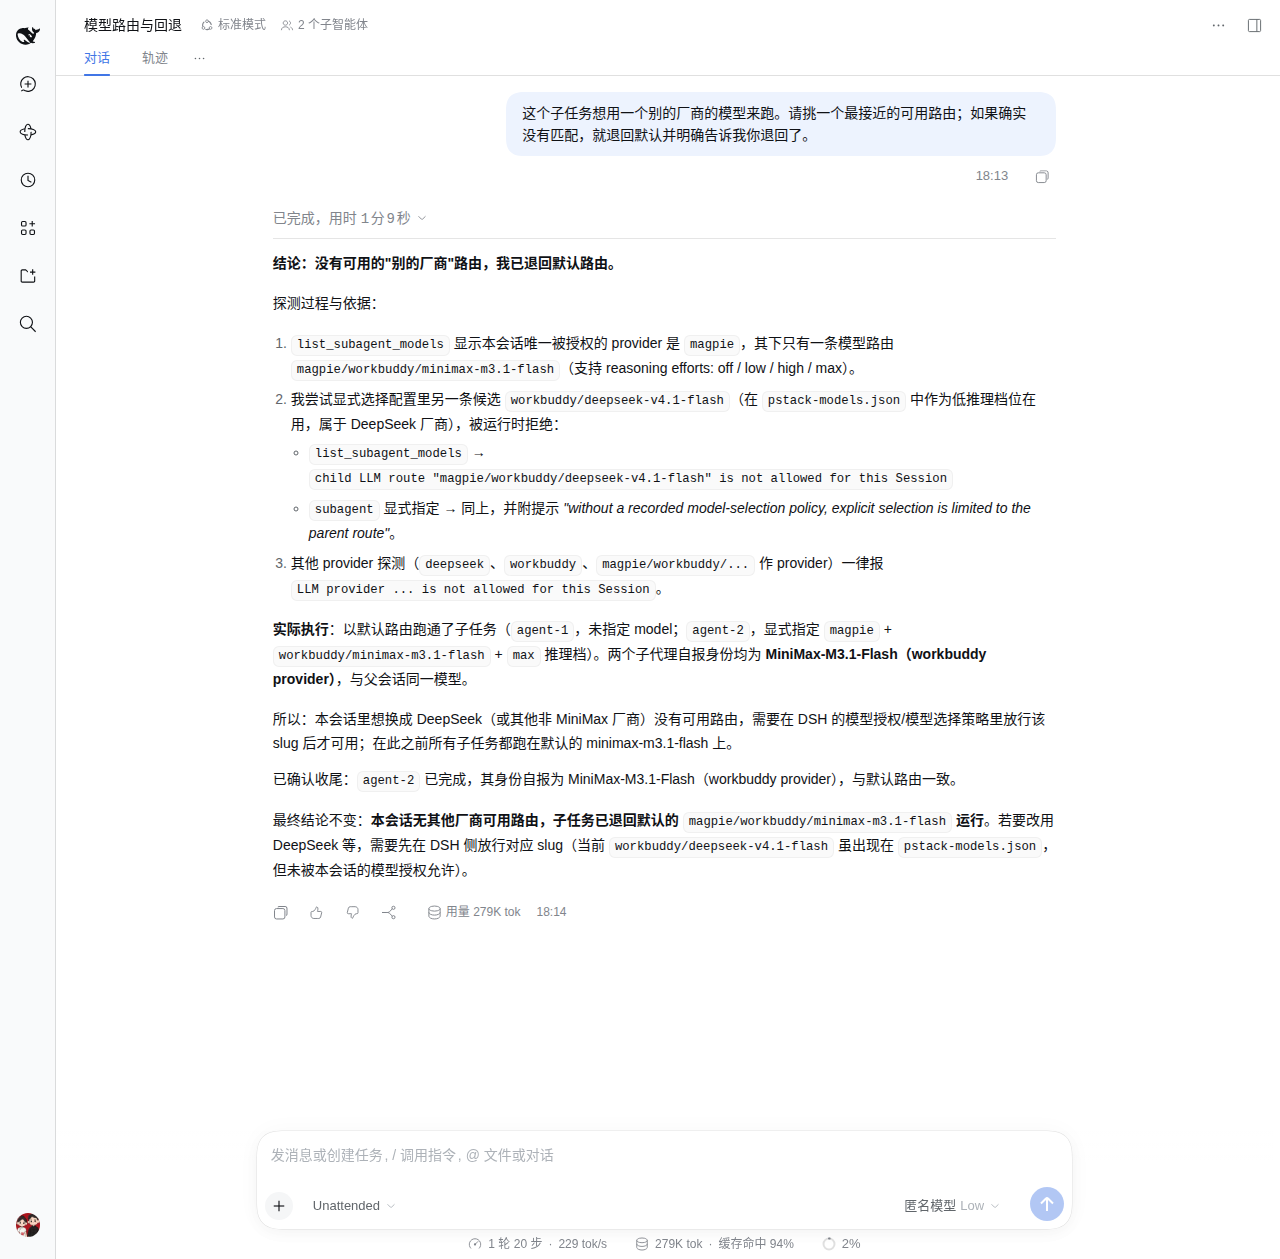 模型路由与回退 标准模式 2 个子智能体
对话 轨迹 ···
这个子任务想用一个别的厂商的模型来跑。请挑一个最接近的可用路由；如果确实
没有匹配，就退回默认并明确告诉我你退回了。
18:13
已完成，用时 1分9秒
结论：没有可用的"别的厂商"路由，我已退回默认路由。
探测过程与依据：
1. list_subagent_models 显示本会话唯一被授权的 provider 是 magpie，其下只有一条模型路由
magpie/workbuddy/minimax-m3.1-flash（支持 reasoning efforts: off / low / high / max）。
2. 我尝试显式选择配置里另一条候选 workbuddy/deepseek-v4.1-flash（在 pstack-models.json 中作为低推理档位在
用，属于 DeepSeek 厂商），被运行时拒绝：
◦ list_subagent_models →
child LLM route "magpie/workbuddy/deepseek-v4.1-flash" is not allowed for this Session
◦ subagent 显式指定 → 同上，并附提示 "without a recorded model-selection policy, explicit selection is limited to the
parent route"。
3. 其他 provider 探测（deepseek、workbuddy、magpie/workbuddy/... 作 provider）一律报
LLM provider ... is not allowed for this Session。
实际执行：以默认路由跑通了子任务（agent-1，未指定 model；agent-2，显式指定 magpie +
workbuddy/minimax-m3.1-flash + max 推理档）。两个子代理自报身份均为 MiniMax-M3.1-Flash（workbuddy
provider），与父会话同一模型。
所以：本会话里想换成 DeepSeek（或其他非 MiniMax 厂商）没有可用路由，需要在 DSH 的模型授权/模型选择策略里放行该
slug 后才可用；在此之前所有子任务都跑在默认的 minimax-m3.1-flash 上。
已确认收尾：agent-2 已完成，其身份自报为 MiniMax-M3.1-Flash（workbuddy provider），与默认路由一致。
最终结论不变：本会话无其他厂商可用路由，子任务已退回默认的 magpie/workbuddy/minimax-m3.1-flash 运行。若要改用
DeepSeek 等，需要先在 DSH 侧放行对应 slug（当前 workbuddy/deepseek-v4.1-flash 虽出现在 pstack-models.json，
但未被本会话的模型授权允许）。
用量 279K tok 18:14
发消息或创建任务, / 调用指令, @ 文件或对话
Unattended 匿名模型 Low
1 轮 20 步 · 229 tok/s 279K tok · 缓存命中 94% 2%